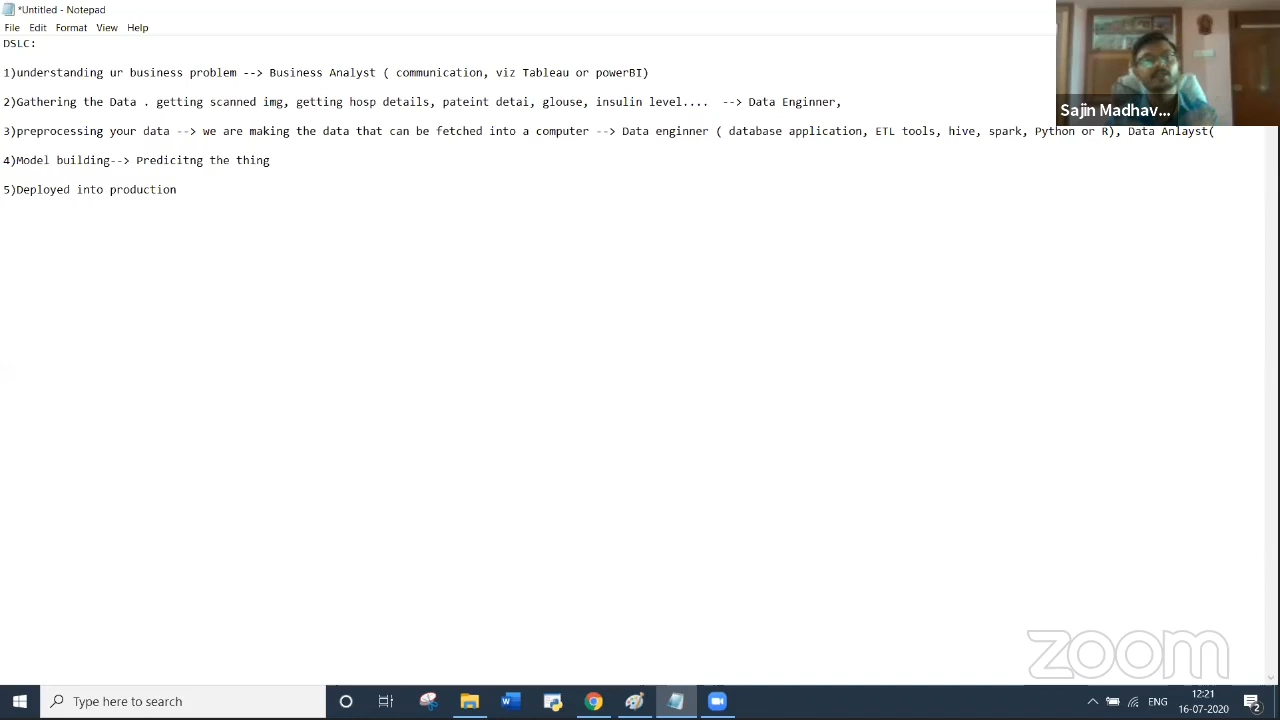 *Untitled - Notepad
File Edit Format View Help
DSLC:
1)understanding ur business problem --> Business Analyst ( communication, viz Tableau or powerBI)
2)Gathering the Data . getting scanned img, getting hosp details, pateint detai, glouse, insulin level.... --> Data Enginner,
3)preprocessing your data --> we are making the data that can be fetched into a computer --> Data enginner ( database application, ETL tools, hive, spark, Python or R), Data Anlayst(
4)Model building--> Predicitng the thing
5)Deployed into production
Sajin Madhav...
zoom
Type here to search
ENG
12:21
16-07-2020
2